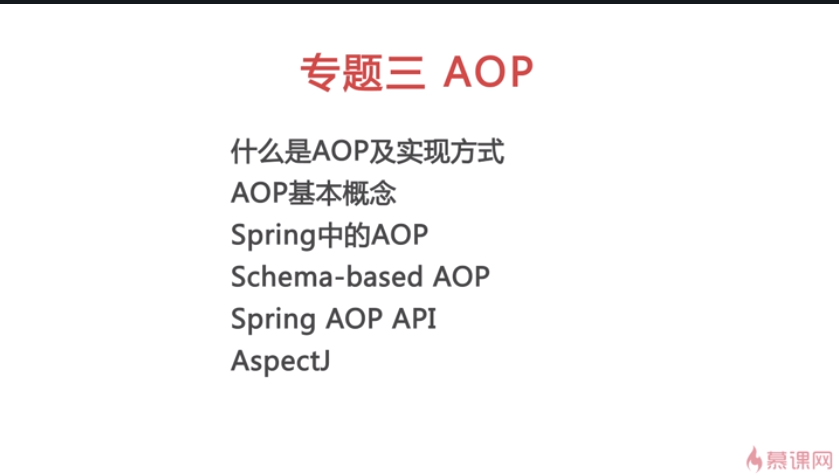 专题三 AOP
什么是AOP及实现方式
AOP基本概念
Spring中的AOP
Schema-based AOP
Spring AOP API
AspectJ
慕课网